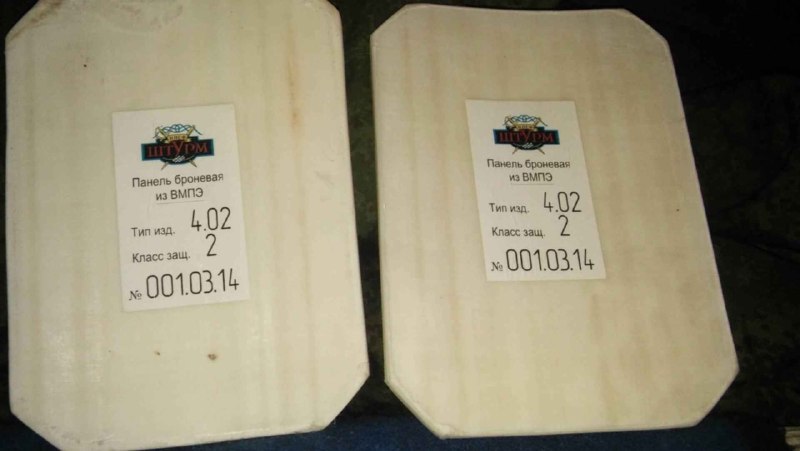 ШТУРМ
Панель броневая
из ВМПЭ
Тип изд. 4.02
Класс защ. 2
№ 001.03.14
ШТУРМ
Панель броневая
из ВМПЭ
Тип изд. 4.02
Класс защ. 2
№ 001.03.14